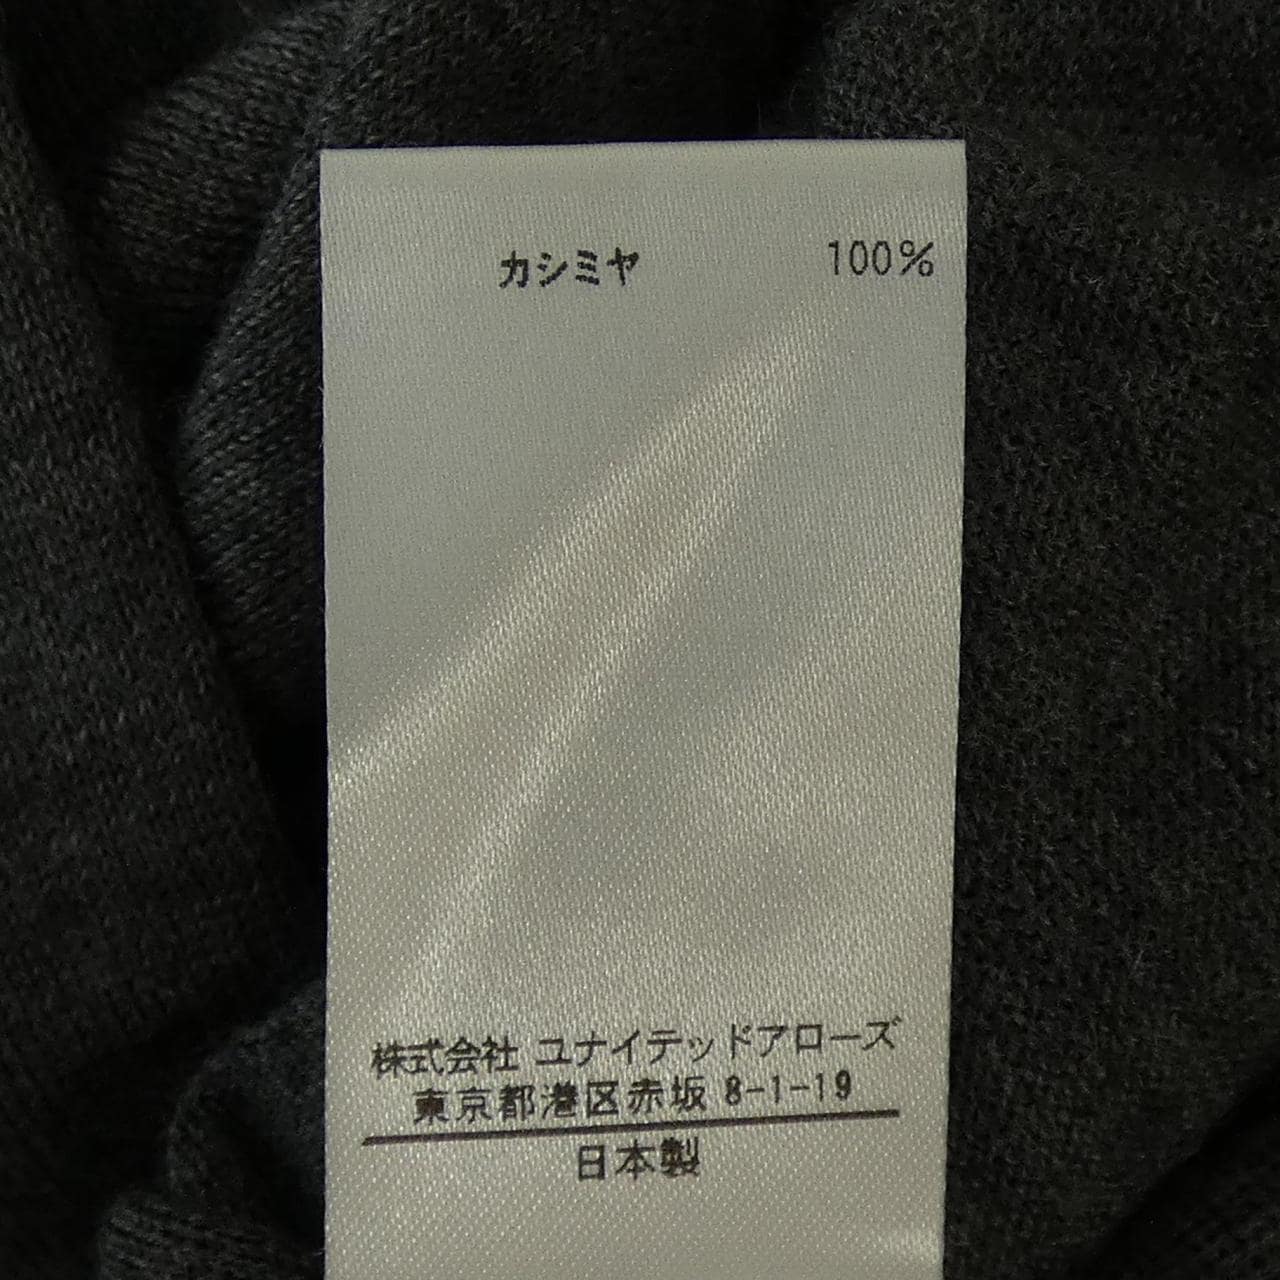 カシミヤ 100%
株式会社 ユナイテッドアローズ
東京都港区赤坂 8-1-19
日本製